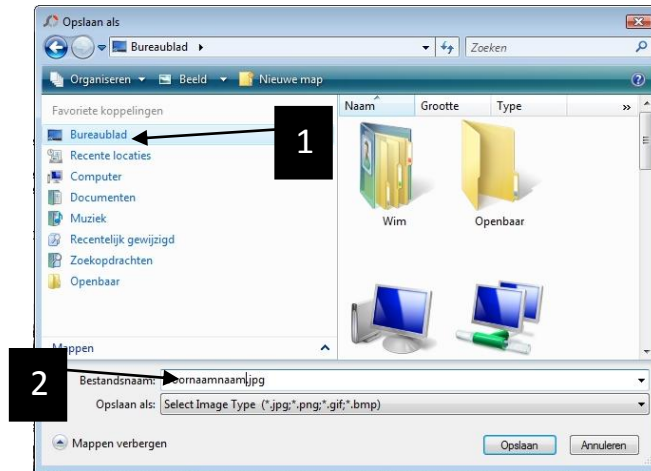 Opslaan als
Bureaublad
Zoeken
Organiseren Beeld Nieuwe map
Favoriete koppelingen
Bureaublad
Recente locaties
Computer
Documenten
Muziek
Recentelijk gewijzigd
Zoekopdrachten
Openbaar
Mappen
Naam Grootte Type »
Wim Openbaar
1
2
Bestandsnaam: oornaamnaam.jpg
Opslaan als: Select Image Type (*.jpg;*.png;*.gif;*.bmp)
Mappen verbergen
Opslaan Annuleren